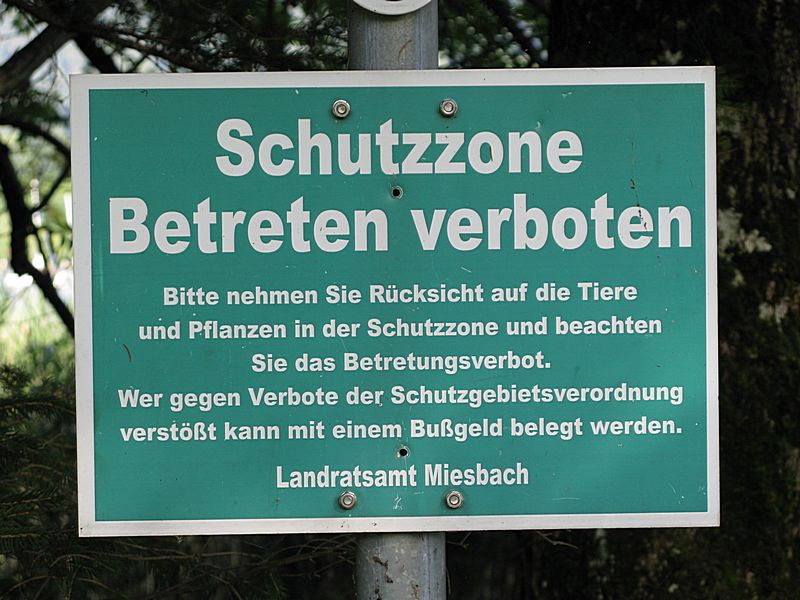 Schutzzone
Betreten verboten
Bitte nehmen Sie Rücksicht auf die Tiere
und Pflanzen in der Schutzzone und beachten
Sie das Betretungsverbot.
Wer gegen Verbote der Schutzgebietsverordnung
verstößt kann mit einem Bußgeld belegt werden.
Landratsamt Miesbach